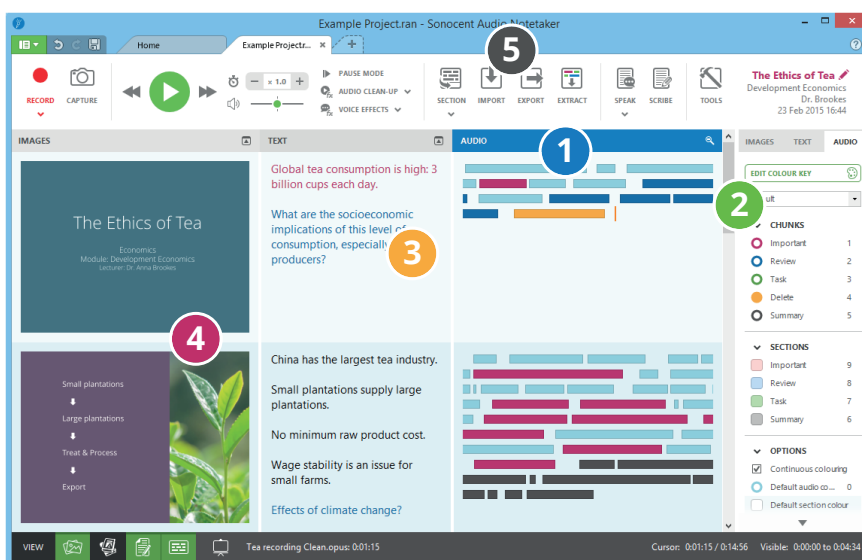 Example Project.ran - Sonocent Audio Notetaker
Home
Example Projectr...
5
RECORD
CAPTURE
x 1.0
PAUSE MODE
AUDIO CLEAN-UP
VOICE EFFECTS
SECTION
IMPORT
EXPORT
EXTRACT
SPEAK
SCRIBE
TOOLS
The Ethics of Tea
Development Economics
Dr. Brookes
23 Feb 2015 16:44
IMAGES
TEXT
AUDIO
1
IMAGES
TEXT
AUDIO
The Ethics of Tea
Economics
Module: Development Economics
Lecturer: Dr. Anna Brookes
Global tea consumption is high: 3
billion cups each day.
What are the socioeconomic
implications of this level of
consumption, especially
producers?
3
EDIT COLOUR KEY
2
ult
CHUNKS
Important 1
Review 2
Task 3
Delete 4
Summary 5
4
Small plantations
Large plantations
Treat & Process
Export
China has the largest tea industry.
Small plantations supply large
plantations.
No minimum raw product cost.
Wage stability is an issue for
small farms.
Effects of climate change?
SECTIONS
Important 9
Review 8
Task 7
Summary 6
OPTIONS
Continuous colouring
Default audio co... 0
Default section colour
VIEW
Tea recording Clean.opus: 0:01:15
Cursor: 0:01:15 / 0:14:56
Visible: 0:00:00 to 0:04:34